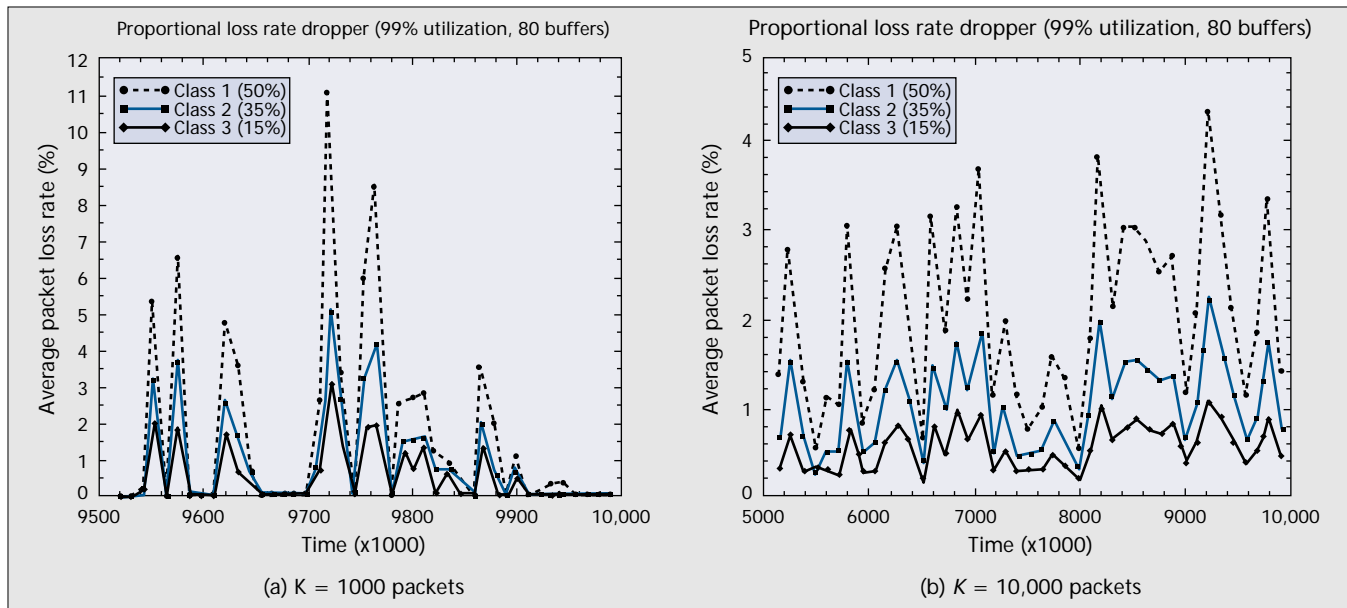 Proportional loss rate dropper (99% utilization, 80 buffers)
12
11
10
9
8
7
6
5
4
3
2
1
0
Average packet loss rate (%)
Class 1 (50%)
Class 2 (35%)
Class 3 (15%)
9500 9600 9700 9800 9900 10,000
Time (x1000)
(a) K = 1000 packets
Proportional loss rate dropper (99% utilization, 80 buffers)
5
4
3
2
1
0
Average packet loss rate (%)
Class 1 (50%)
Class 2 (35%)
Class 3 (15%)
5000 6000 7000 8000 9000 10,000
Time (x1000)
(b) K = 10,000 packets